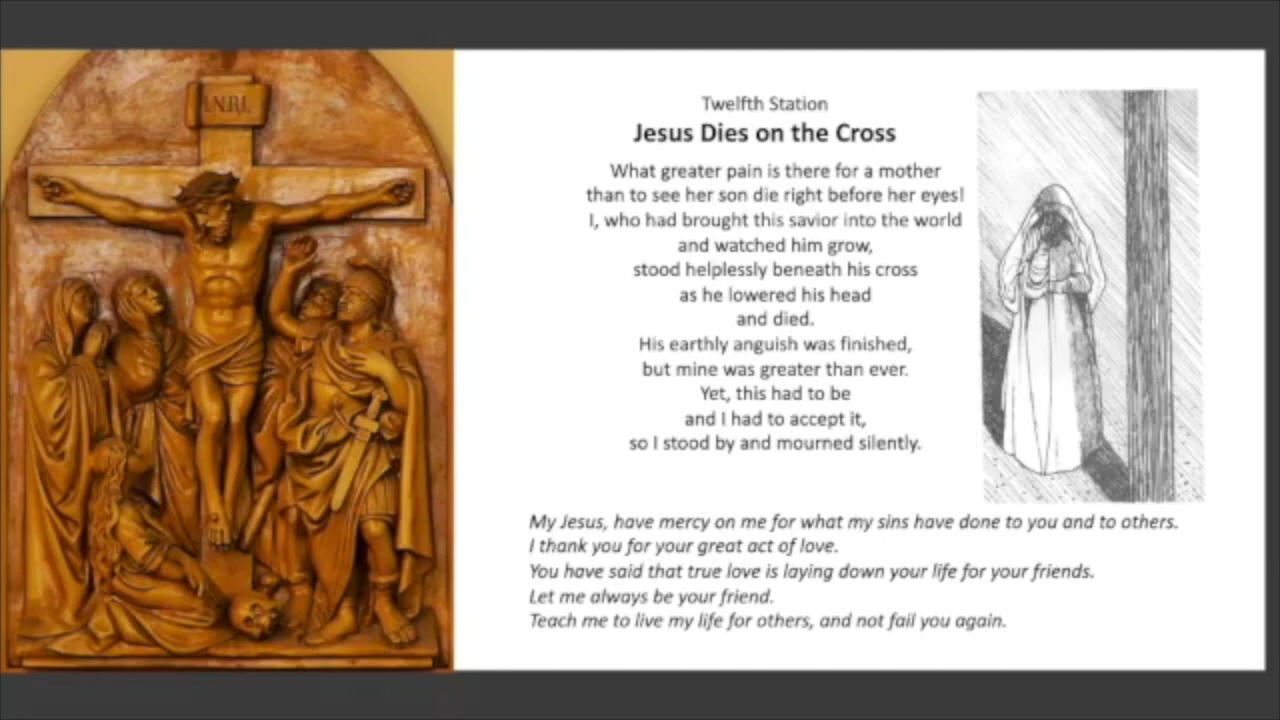 I.N.R.I.
Twelfth Station
Jesus Dies on the Cross
What greater pain is there for a mother
than to see her son die right before her eyes!
I, who had brought this savior into the world
and watched him grow,
stood helplessly beneath his cross
as he lowered his head
and died.
His earthly anguish was finished,
but mine was greater than ever.
Yet, this had to be
and I had to accept it,
so I stood by and mourned silently.
My Jesus, have mercy on me for what my sins have done to you and to others.
I thank you for your great act of love.
You have said that true love is laying down your life for your friends.
Let me always be your friend.
Teach me to live my life for others, and not fail you again.